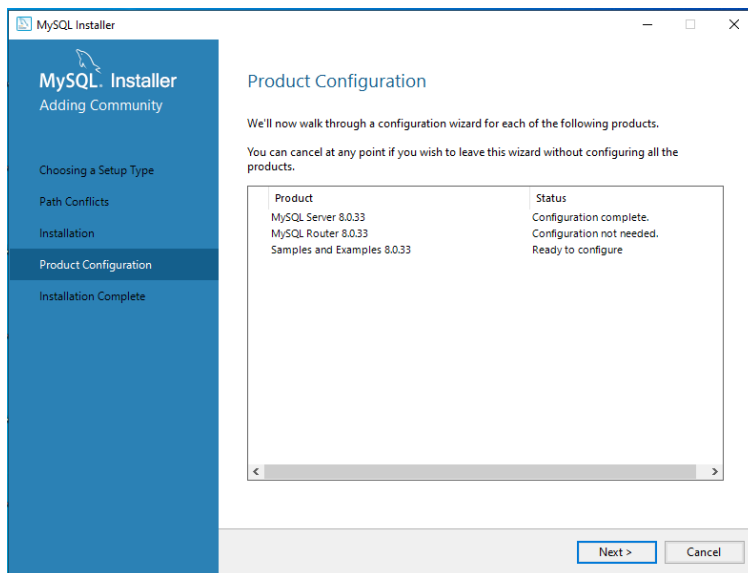 MySQL Installer
MySQL. Installer
Adding Community
Choosing a Setup Type
Path Conflicts
Installation
Product Configuration
Installation Complete
Product Configuration
We'll now walk through a configuration wizard for each of the following products.
You can cancel at any point if you wish to leave this wizard without configuring all the
products.
Product Status
MySQL Server 8.0.33 Configuration complete.
MySQL Router 8.0.33 Configuration not needed.
Samples and Examples 8.0.33 Ready to configure
Next > Cancel